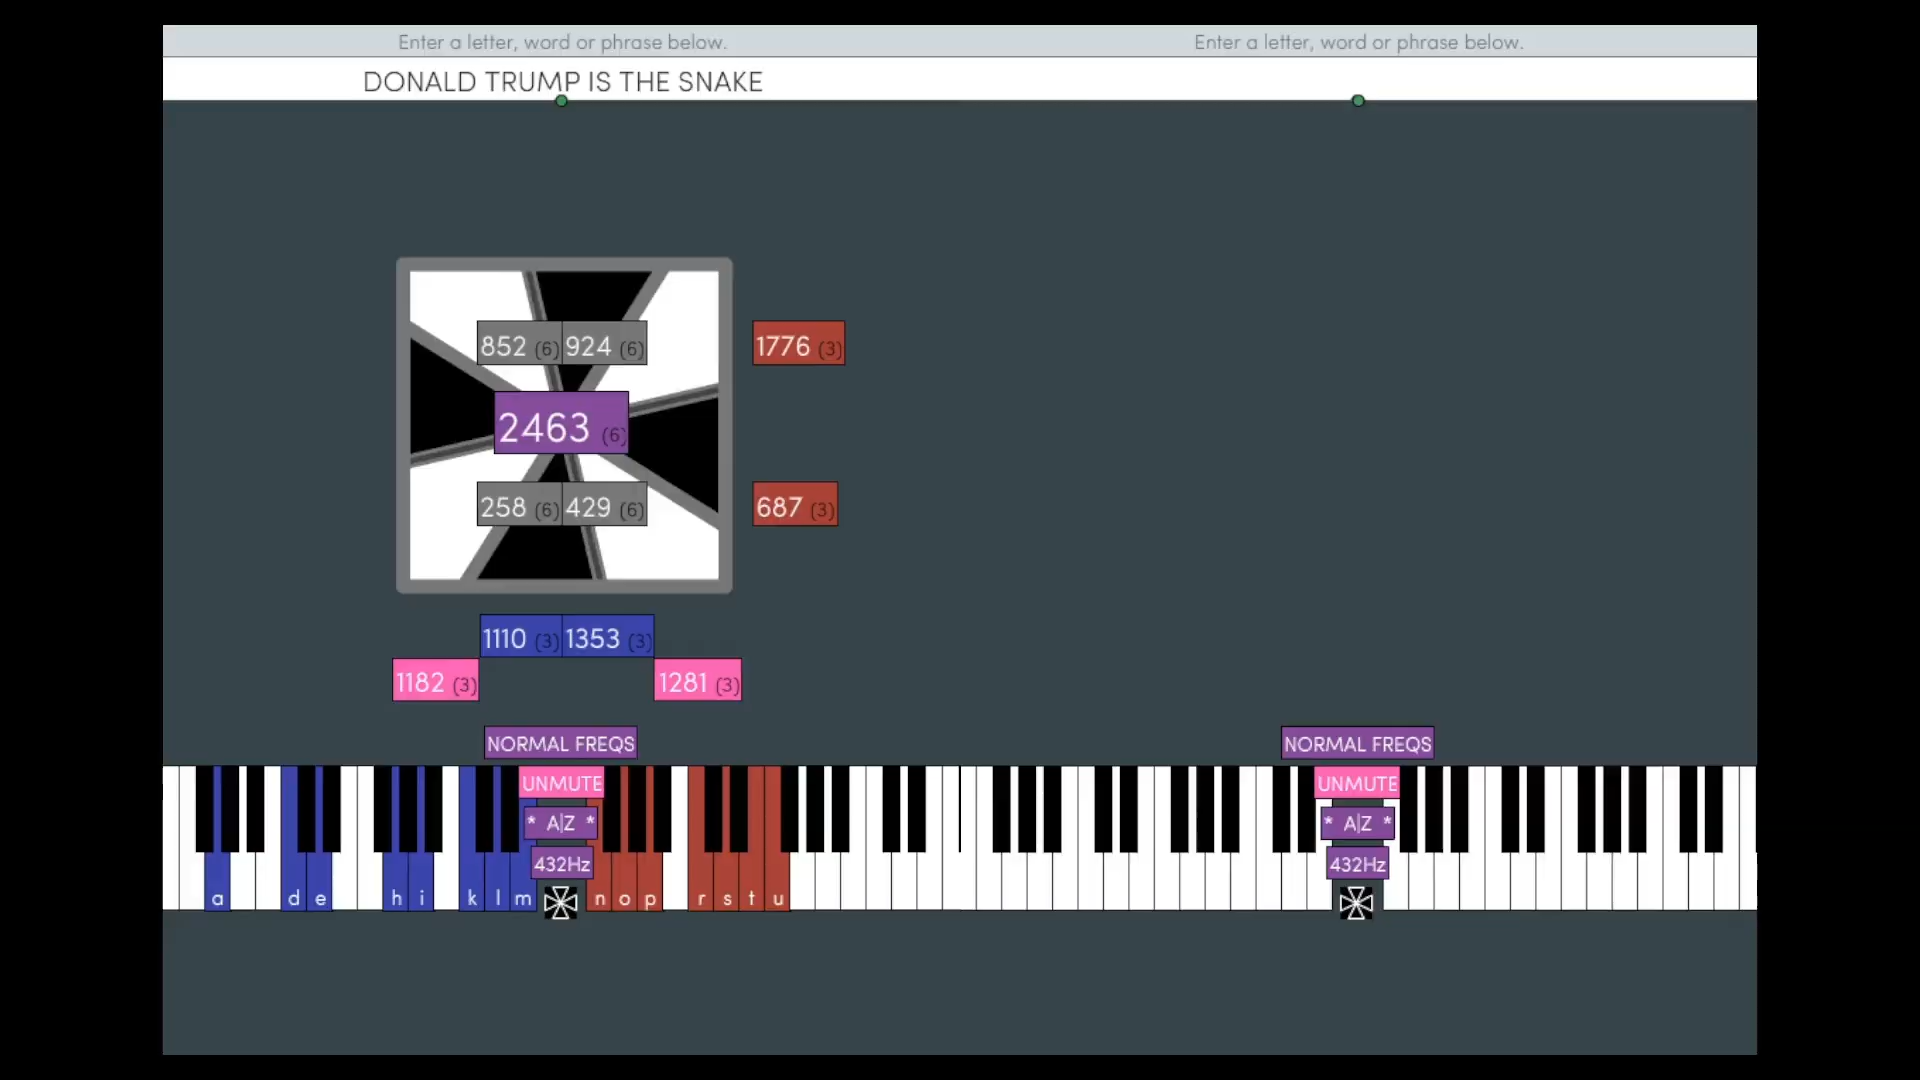 Enter a letter, word or phrase below. Enter a letter, word or phrase below.
DONALD TRUMP IS THE SNAKE
852 (6) 924 (6) 1776 (3)
2463 (6)
258 (6) 429 (6) 687 (3)
1110 (3) 1353 (3)
1182 (3) 1281 (3)
NORMAL FREQS NORMAL FREQS
UNMUTE UNMUTE
* A|Z * * A|Z *
432Hz 432Hz
a d e h i k l m n o p r s t u